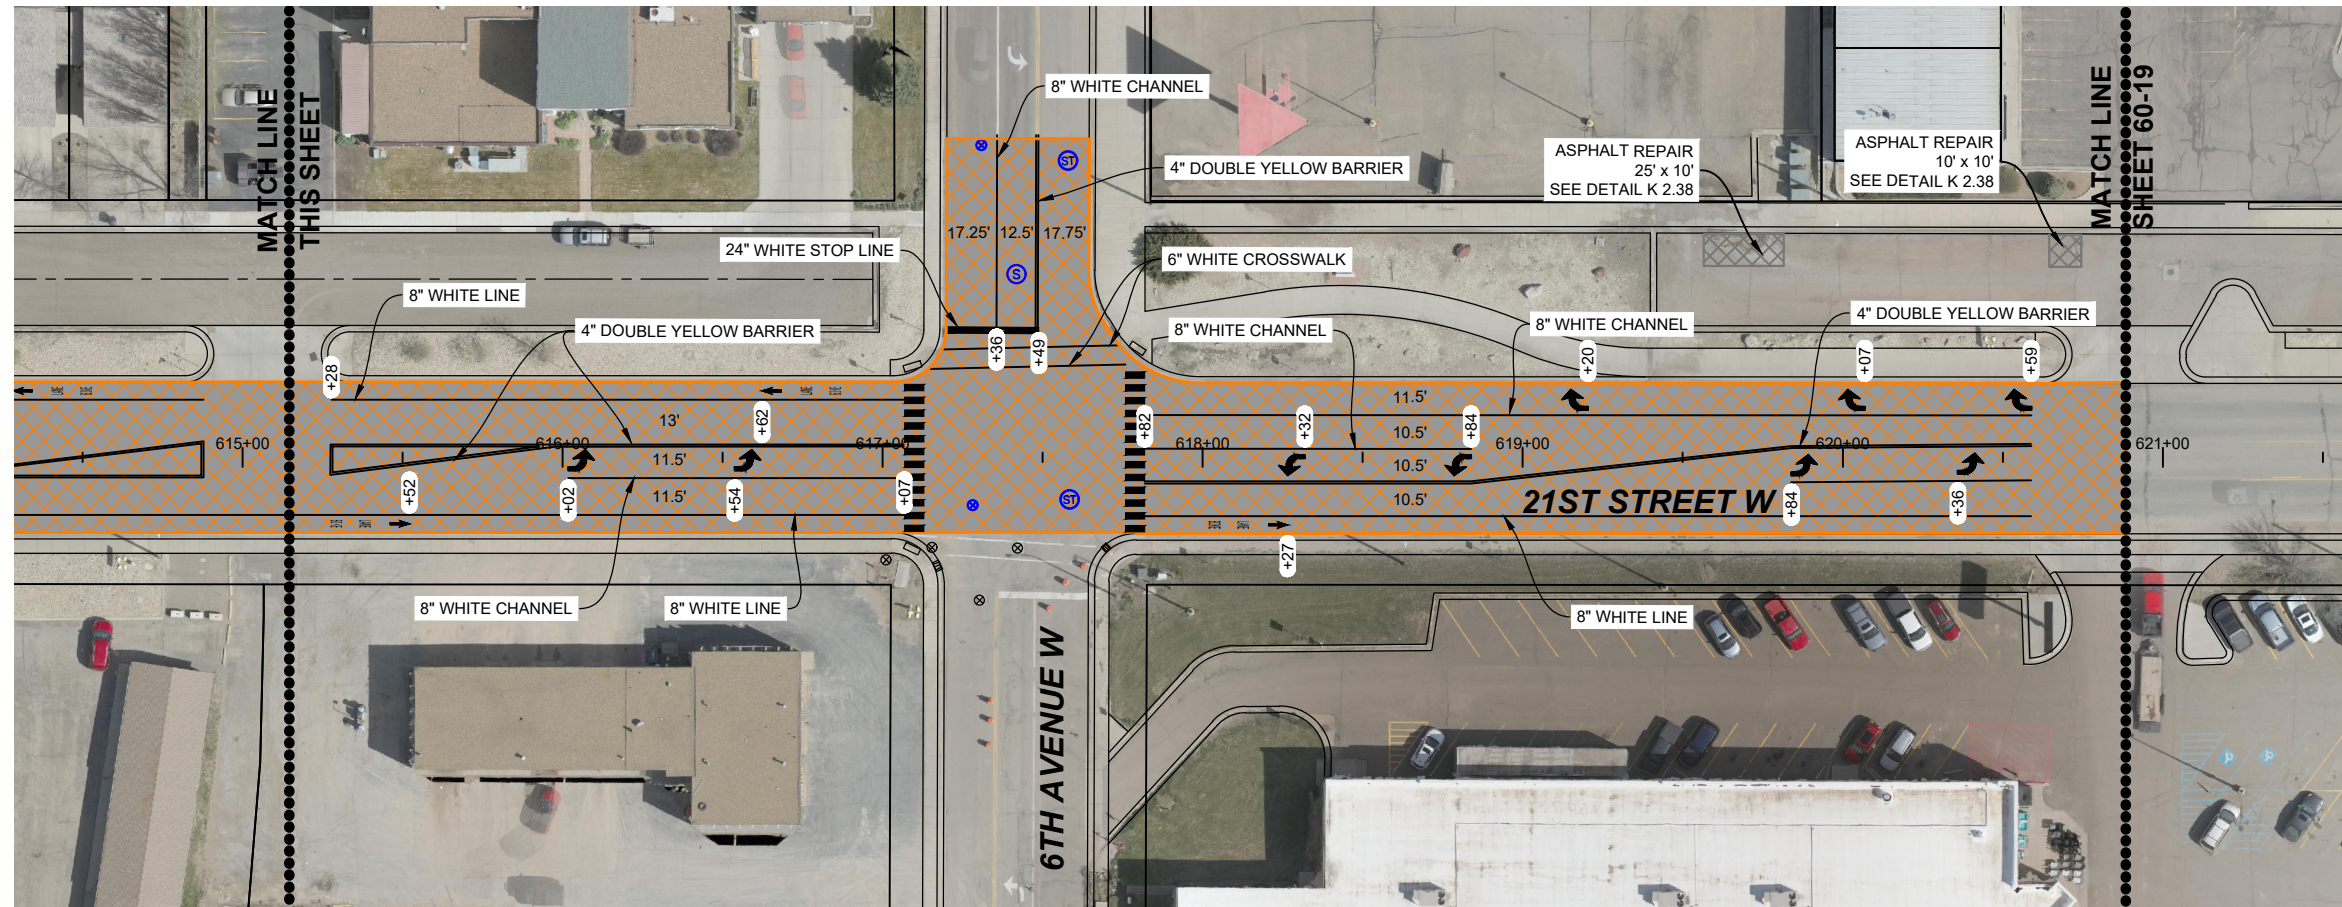 MATCH LINE
THIS SHEET
MATCH LINE
SHEET 60-19
8" WHITE CHANNEL
4" DOUBLE YELLOW BARRIER
ASPHALT REPAIR
25' x 10'
SEE DETAIL K 2.38
ASPHALT REPAIR
10' x 10'
SEE DETAIL K 2.38
ST
17.25'
12.5'
17.75'
24" WHITE STOP LINE
6" WHITE CROSSWALK
S
8" WHITE LINE
4" DOUBLE YELLOW BARRIER
8" WHITE CHANNEL
8" WHITE CHANNEL
4" DOUBLE YELLOW BARRIER
+28
+36
+49
+20
+07
+59
13'
+62
11.5'
+82
+32
+84
10.5'
615+00
616+00
617+00
618+00
619+00
620+00
621+00
11.5'
10.5'
+52
+02
11.5'
+54
+07
ST
10.5'
21ST STREET W
+84
+36
+27
8" WHITE CHANNEL
8" WHITE LINE
8" WHITE LINE
6TH AVENUE W